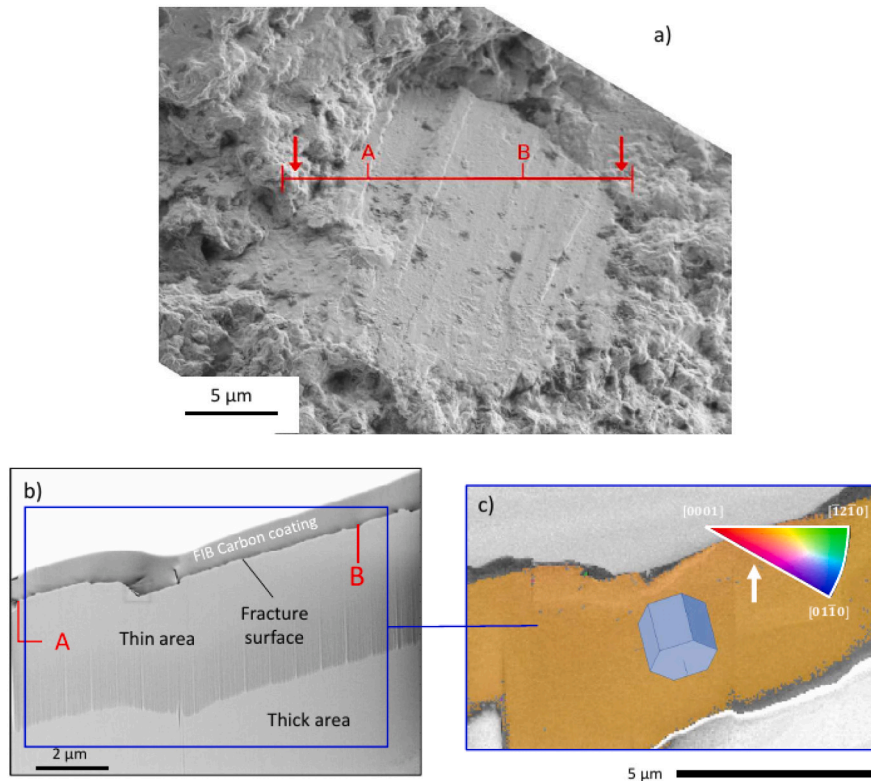 a)
A
B
5 µm
b)
FIB Carbon coating
B
Fracture
surface
A
Thin area
Thick area
2 µm
c)
[0001]
[1̄21̄0]
[011̄0]
5 µm